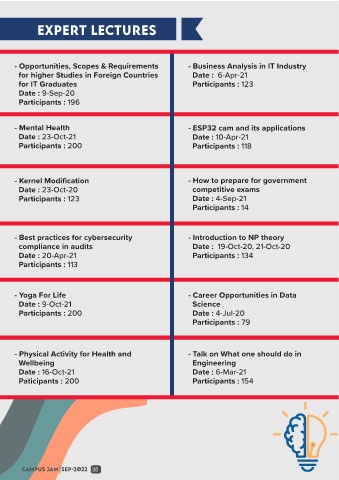 EXPERT LECTURES
- Opportunities, Scopes & Requirements
for higher Studies in Foreign Countries
for IT Graduates
Date : 9-Sep-20
Participants : 196
- Business Analysis in IT Industry
Date : 6-Apr-21
Participants : 123
- Mental Health
Date : 23-Oct-21
Participants : 200
- ESP32 cam and its applications
Date : 10-Apr-21
Participants : 118
- Kernel Modification
Date : 23-Oct-20
Participants : 123
- How to prepare for government
competitive exams
Date : 4-Sep-21
Participants : 14
- Best practices for cybersecurity
compliance in audits
Date : 20-Apr-21
Participants : 113
- Introduction to NP theory
Date : 19-Oct-20, 21-Oct-20
Participants : 134
- Yoga For Life
Date : 9-Oct-21
Participants : 200
- Career Opportunities in Data
Science
Date : 4-Jul-20
Participants : 79
- Physical Activity for Health and
Wellbeing
Date : 16-Oct-21
Paticipants : 200
- Talk on What one should do in
Engineering
Date : 6-Mar-21
Participants : 154
CAMPUS JAM/SEP-2022